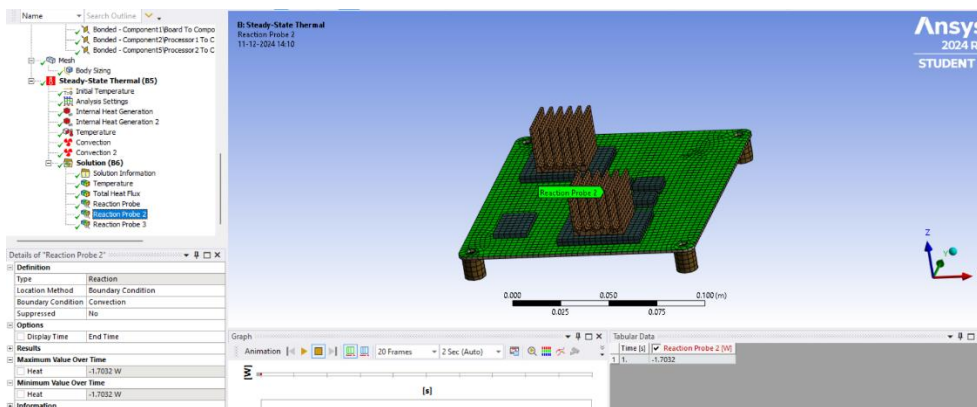 Name
Search Outline
Bonded - Component1\Board To Compo
Bonded - Component2\Processor1 To C
Bonded - Component5\Processor2 To C
Mesh
Body Sizing
Steady-State Thermal (B5)
Initial Temperature
Analysis Settings
Internal Heat Generation
Internal Heat Generation 2
Temperature
Convection
Convection 2
Solution (B6)
Solution Information
Temperature
Total Heat Flux
Reaction Probe
Reaction Probe 2
Reaction Probe 3
Details of "Reaction Probe 2"
Definition
Type Reaction
Location Method Boundary Condition
Boundary Condition Convection
Suppressed No
Options
Display Time End Time
Results
Maximum Value Over Time
Heat -1.7032 W
Minimum Value Over Time
Heat -1.7032 W
Information
B: Steady-State Thermal
Reaction Probe 2
11-12-2024 14:10
Ansys
2024 R
STUDENT
Reaction Probe 2
Z
Y
0.000 0.050 0.100 (m)
0.025 0.075
Graph
Animation 20 Frames 2 Sec (Auto)
[W]
[s]
Tabular Data
Time [s] Reaction Probe 2 [W]
1 1. -1.7032